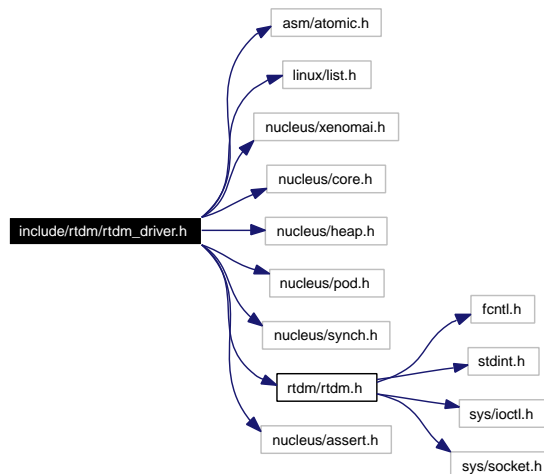 asm/atomic.h
linux/list.h
nucleus/xenomai.h
nucleus/core.h
include/rtdm/rtdm_driver.h
nucleus/heap.h
nucleus/pod.h
nucleus/synch.h
rtdm/rtdm.h
nucleus/assert.h
fcntl.h
stdint.h
sys/ioctl.h
sys/socket.h